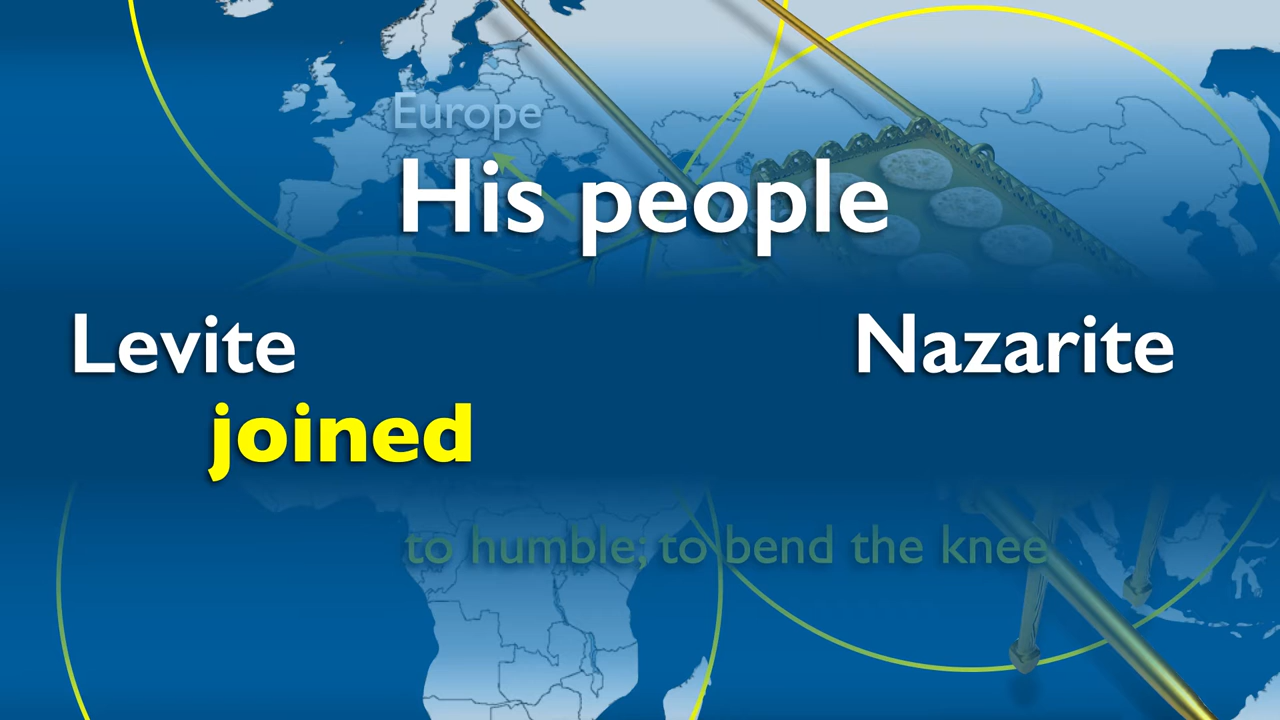 Europe
His people
Levite Nazarite
joined
to humble; to bend the knee